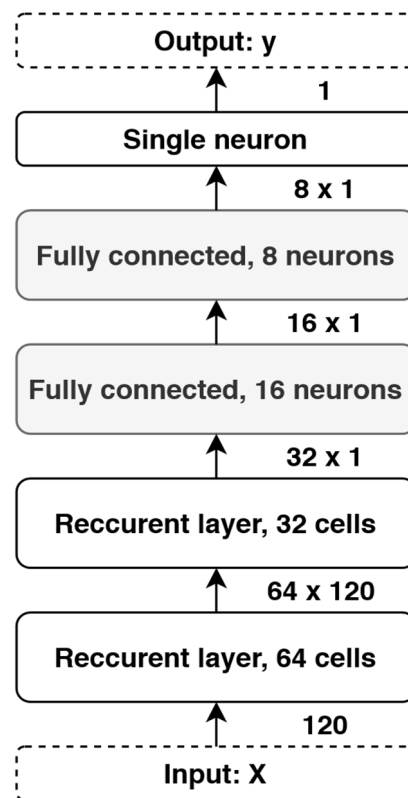 Output: y
1
Single neuron
8 x 1
Fully connected, 8 neurons
16 x 1
Fully connected, 16 neurons
32 x 1
Reccurent layer, 32 cells
64 x 120
Reccurent layer, 64 cells
120
Input: X